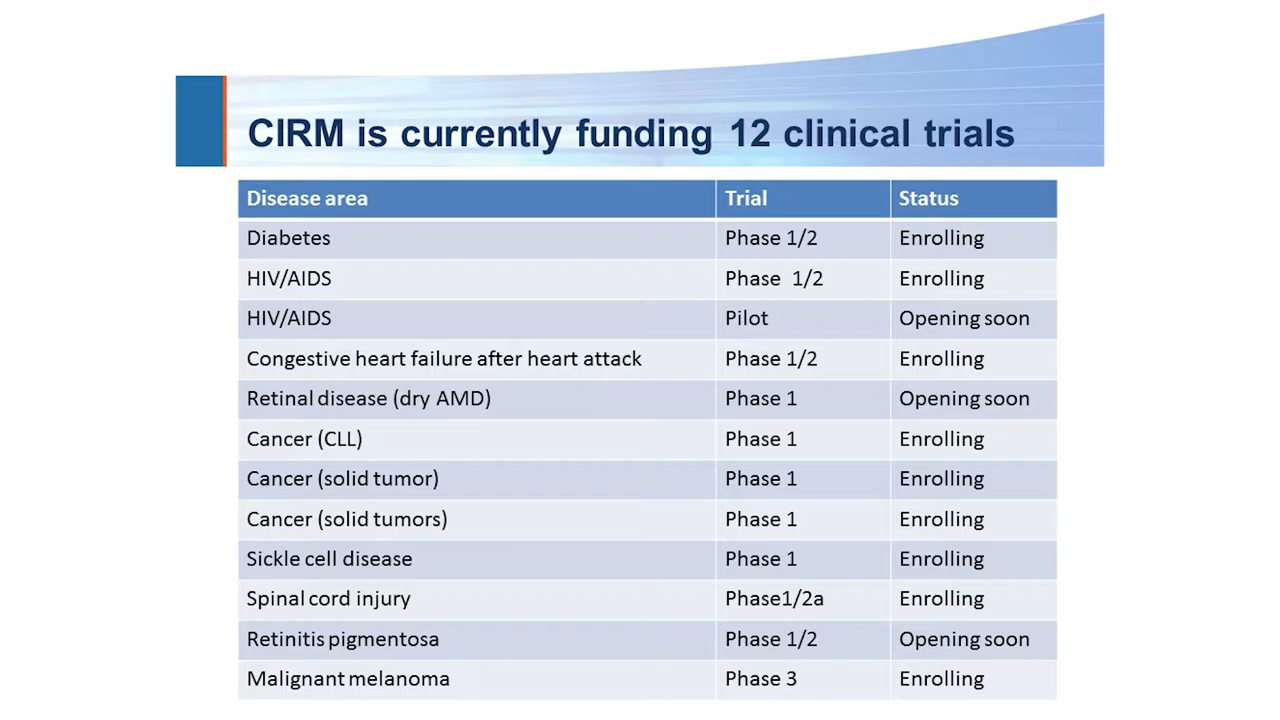 CIRM is currently funding 12 clinical trials
Disease area Trial Status
Diabetes Phase 1/2 Enrolling
HIV/AIDS Phase 1/2 Enrolling
HIV/AIDS Pilot Opening soon
Congestive heart failure after heart attack Phase 1/2 Enrolling
Retinal disease (dry AMD) Phase 1 Opening soon
Cancer (CLL) Phase 1 Enrolling
Cancer (solid tumor) Phase 1 Enrolling
Cancer (solid tumors) Phase 1 Enrolling
Sickle cell disease Phase 1 Enrolling
Spinal cord injury Phase1/2a Enrolling
Retinitis pigmentosa Phase 1/2 Opening soon
Malignant melanoma Phase 3 Enrolling